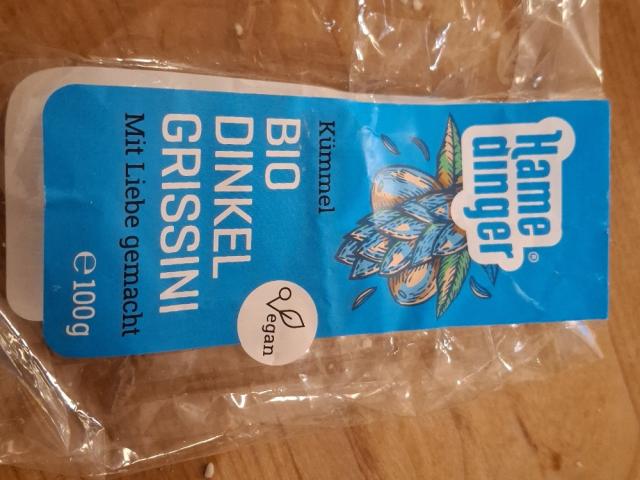 Hame
dinger®
Kümmel
BIO
DINKEL
GRISSINI
Mit Liebe gemacht
Vegan
℮ 100g